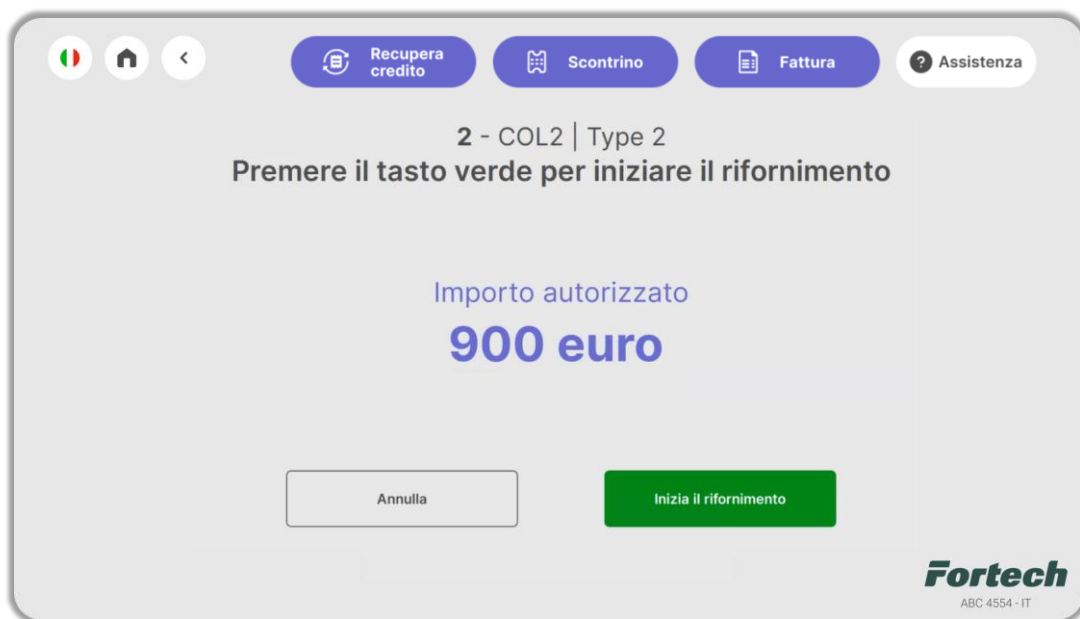 Recupera
credito
Scontrino
Fattura
? Assistenza
2 - COL2 | Type 2
Premere il tasto verde per iniziare il rifornimento
Importo autorizzato
900 euro
Annulla
Inizia il rifornimento
Fortech
ABC 4554 - IT